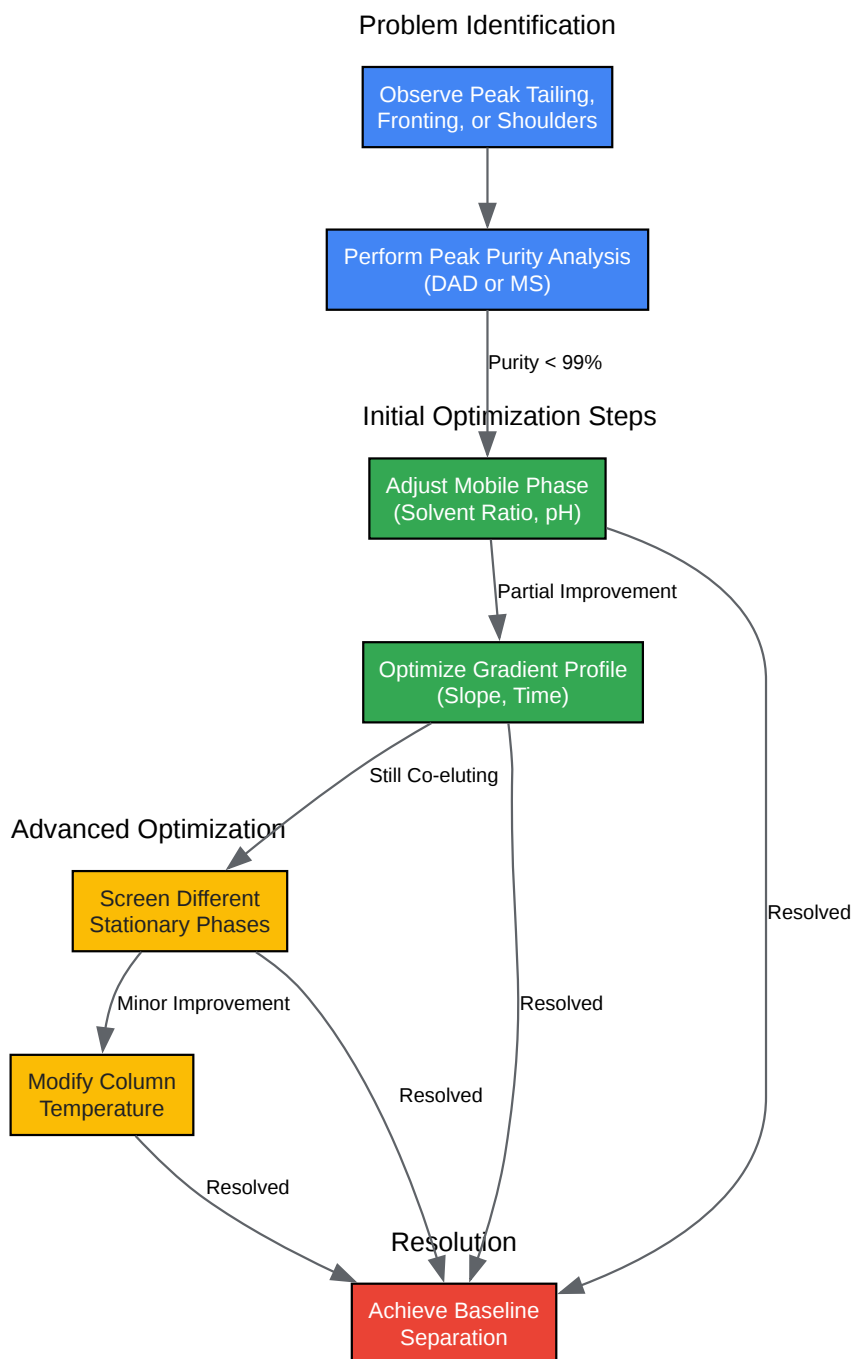 Problem Identification
Observe Peak Tailing,
Fronting, or Shoulders
Perform Peak Purity Analysis
(DAD or MS)
Purity < 99%
Initial Optimization Steps
Adjust Mobile Phase
(Solvent Ratio, pH)
Partial Improvement
Optimize Gradient Profile
(Slope, Time)
Still Co-eluting
Advanced Optimization
Screen Different
Stationary Phases
Resolved
Minor Improvement
Resolved
Modify Column
Temperature
Resolved
Resolved
Resolution
Achieve Baseline
Separation